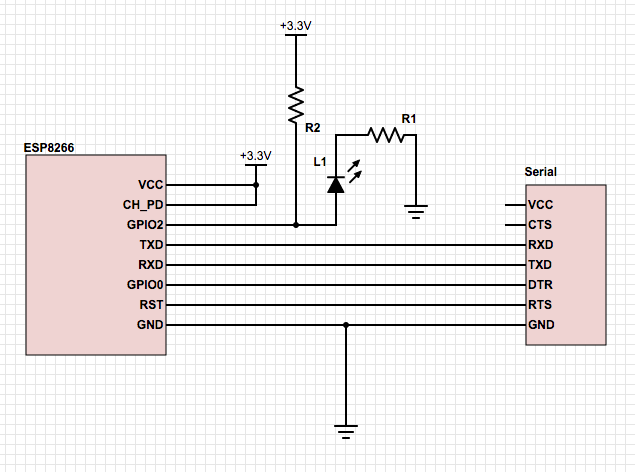 +3.3V
R2
R1
ESP8266
+3.3V
L1
Serial
VCC
CH_PD
GPIO2
TXD
RXD
GPIO0
RST
GND
VCC
CTS
RXD
TXD
DTR
RTS
GND